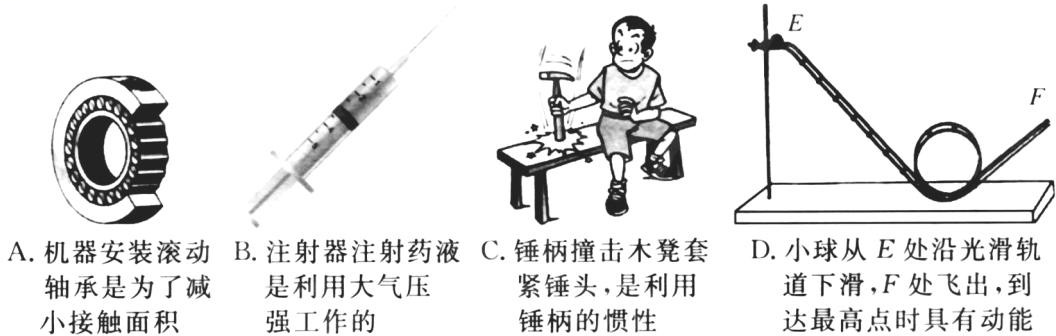 E
F
A. 机器安装滚动
轴承是为了减
小接触面积
B. 注射器注射药液
是利用大气压
强工作的
C. 锤柄撞击木凳套
紧锤头,是利用
锤柄的惯性
D. 小球从 E 处沿光滑轨
道下滑,F 处飞出,到
达最高点时具有动能